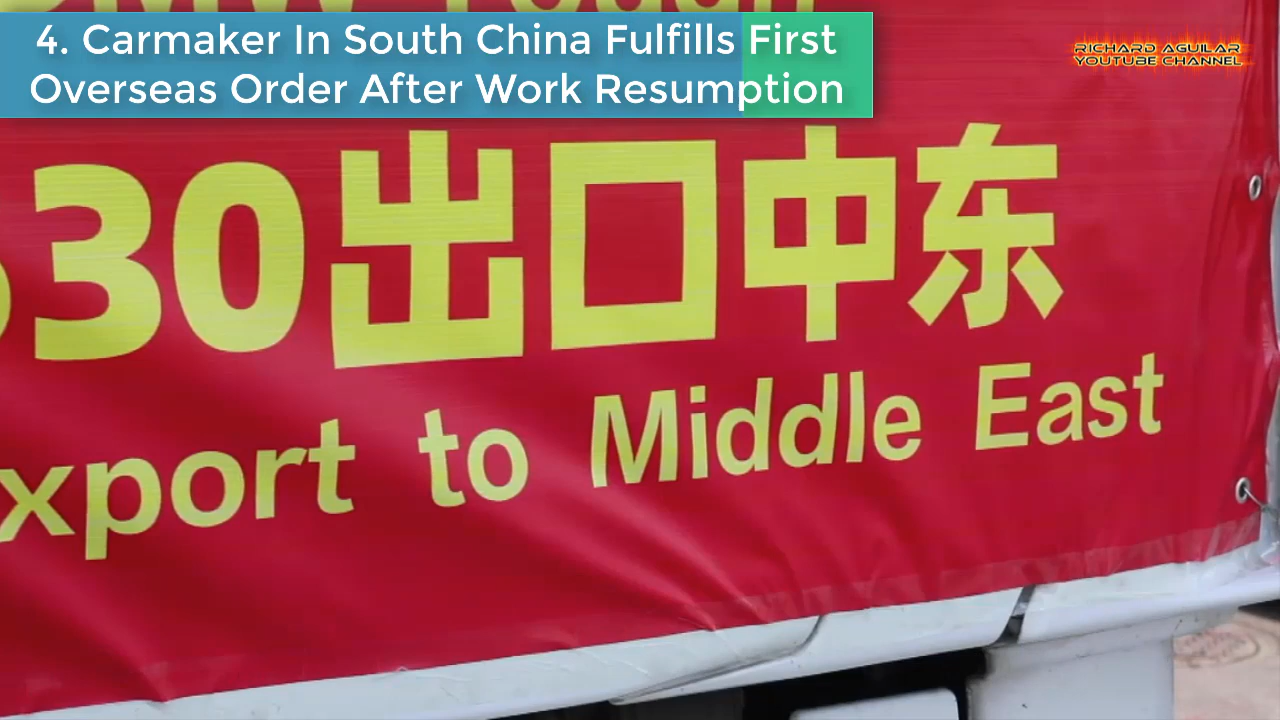 4. Carmaker In South China Fulfills First
Overseas Order After Work Resumption
RICHARD AGUILAR
YOUTUBE CHANNEL
30出口中东
xport to Middle East